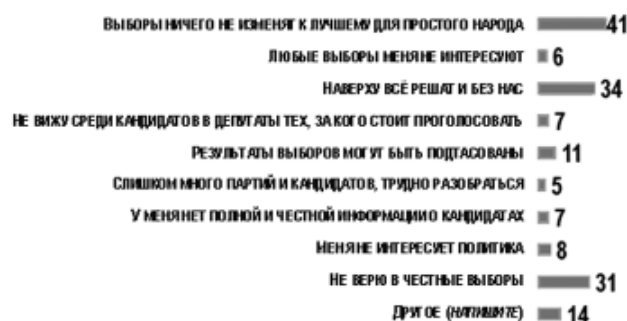 ВЫБОРЫ НИЧЕГО НЕ ИЗМЕНЯТ К ЛУЧШЕМУ ДЛЯ ПРОСТОГО НАРОДА 41
ЛЮБЫЕ ВЫБОРЫ МЕНЯ НЕ ИНТЕРЕСУЮТ 6
НАВЕРХУ ВСЁ РЕШАТ И БЕЗ НАС 34
НЕ ВИЖУ СРЕДИ КАНДИДАТОВ В ДЕПУТАТЫ ТЕХ, ЗА КОГО СТОИТ ПРОГОЛОСОВАТЬ 7
РЕЗУЛЬТАТЫ ВЫБОРОВ МОГУТ БЫТЬ ПОДТАСОВАНЫ 11
СЛИШКОМ МНОГО ПАРТИЙ И КАНДИДАТОВ, ТРУДНО РАЗОБРАТЬСЯ 5
У МЕНЯ НЕТ ПОЛНОЙ И ЧЕСТНОЙ ИНФОРМАЦИИ О КАНДИДАТАХ 7
МЕНЯ НЕ ИНТЕРЕСУЕТ ПОЛИТИКА 8
НЕ ВЕРЮ В ЧЕСТНЫЕ ВЫБОРЫ 31
ДРУГОЕ (НАПИШИТЕ) 14